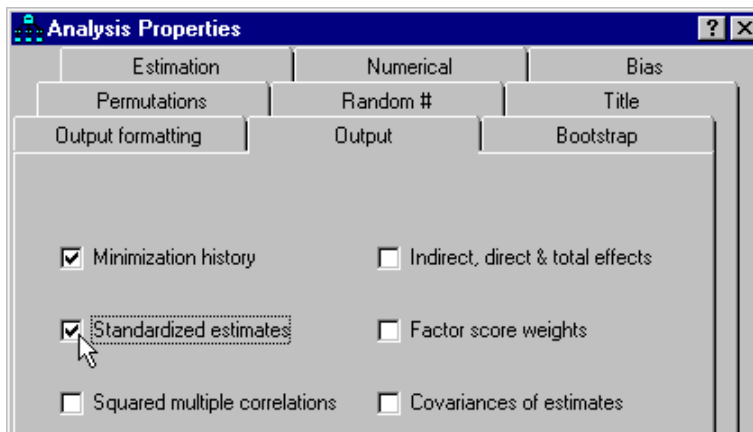 Analysis Properties
Estimation Numerical Bias
Permutations Random # Title
Output formatting Output Bootstrap
Minimization history Indirect, direct & total effects
Standardized estimates Factor score weights
Squared multiple correlations Covariances of estimates